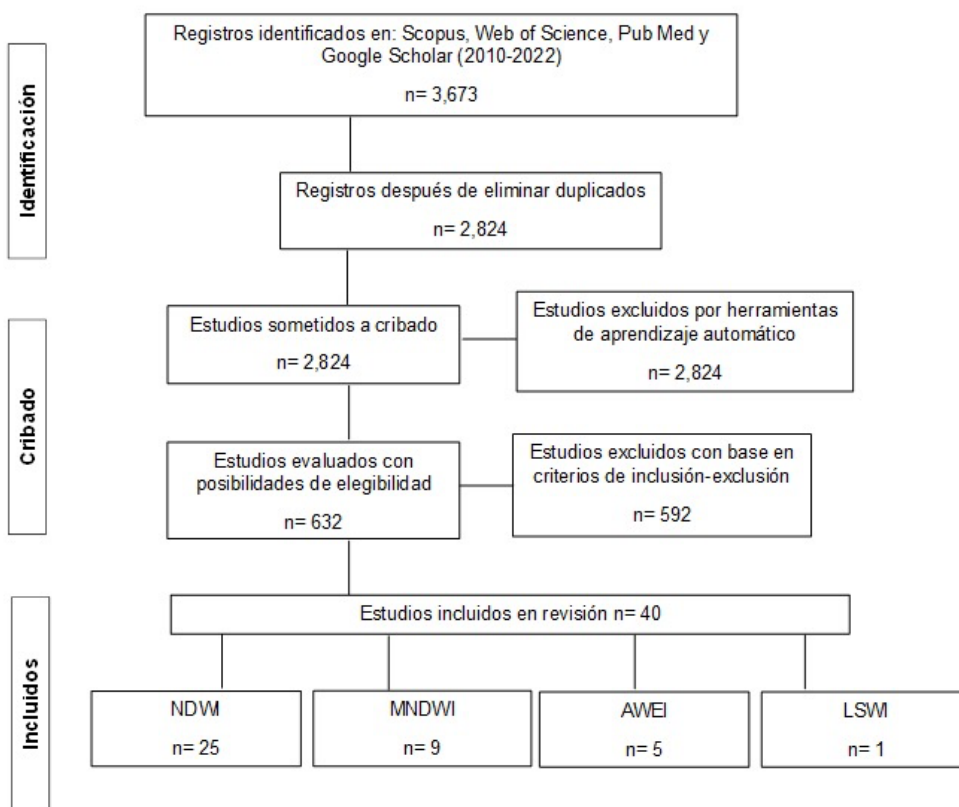 Identificación
Registros identificados en: Scopus, Web of Science, Pub Med y
Google Scholar (2010-2022)
n= 3,673
Registros después de eliminar duplicados
n= 2,824
Cribado
Estudios sometidos a cribado
n= 2,824
Estudios excluidos por herramientas
de aprendizaje automático
n= 2,824
Estudios evaluados con
posibilidades de elegibilidad
n= 632
Estudios excluidos con base en
criterios de inclusión-exclusión
n= 592
Incluidos
Estudios incluidos en revisión n= 40
NDWI
n= 25
MNDWI
n= 9
AWEI
n= 5
LSWI
n= 1